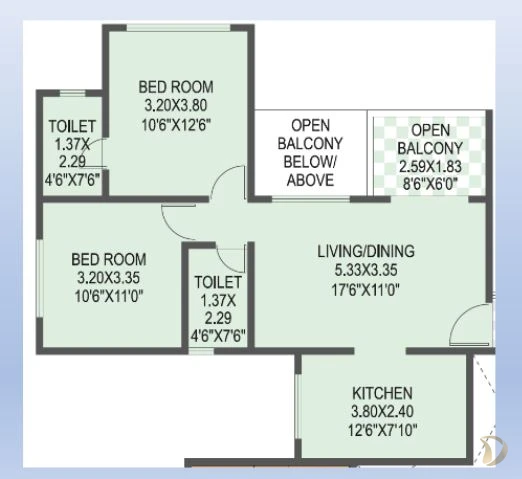 BED ROOM
3.20X3.80
10'6"X12'6"
TOILET
1.37X
2.29
4'6"X7'6"
OPEN
BALCONY
BELOW/
ABOVE
OPEN
BALCONY
2.59X1.83
8'6"X6'0"
BED ROOM
3.20X3.35
10'6"X11'0"
TOILET
1.37X
2.29
4'6"X7'6"
LIVING/DINING
5.33X3.35
17'6"X11'0"
KITCHEN
3.80X2.40
12'6"X7'10"